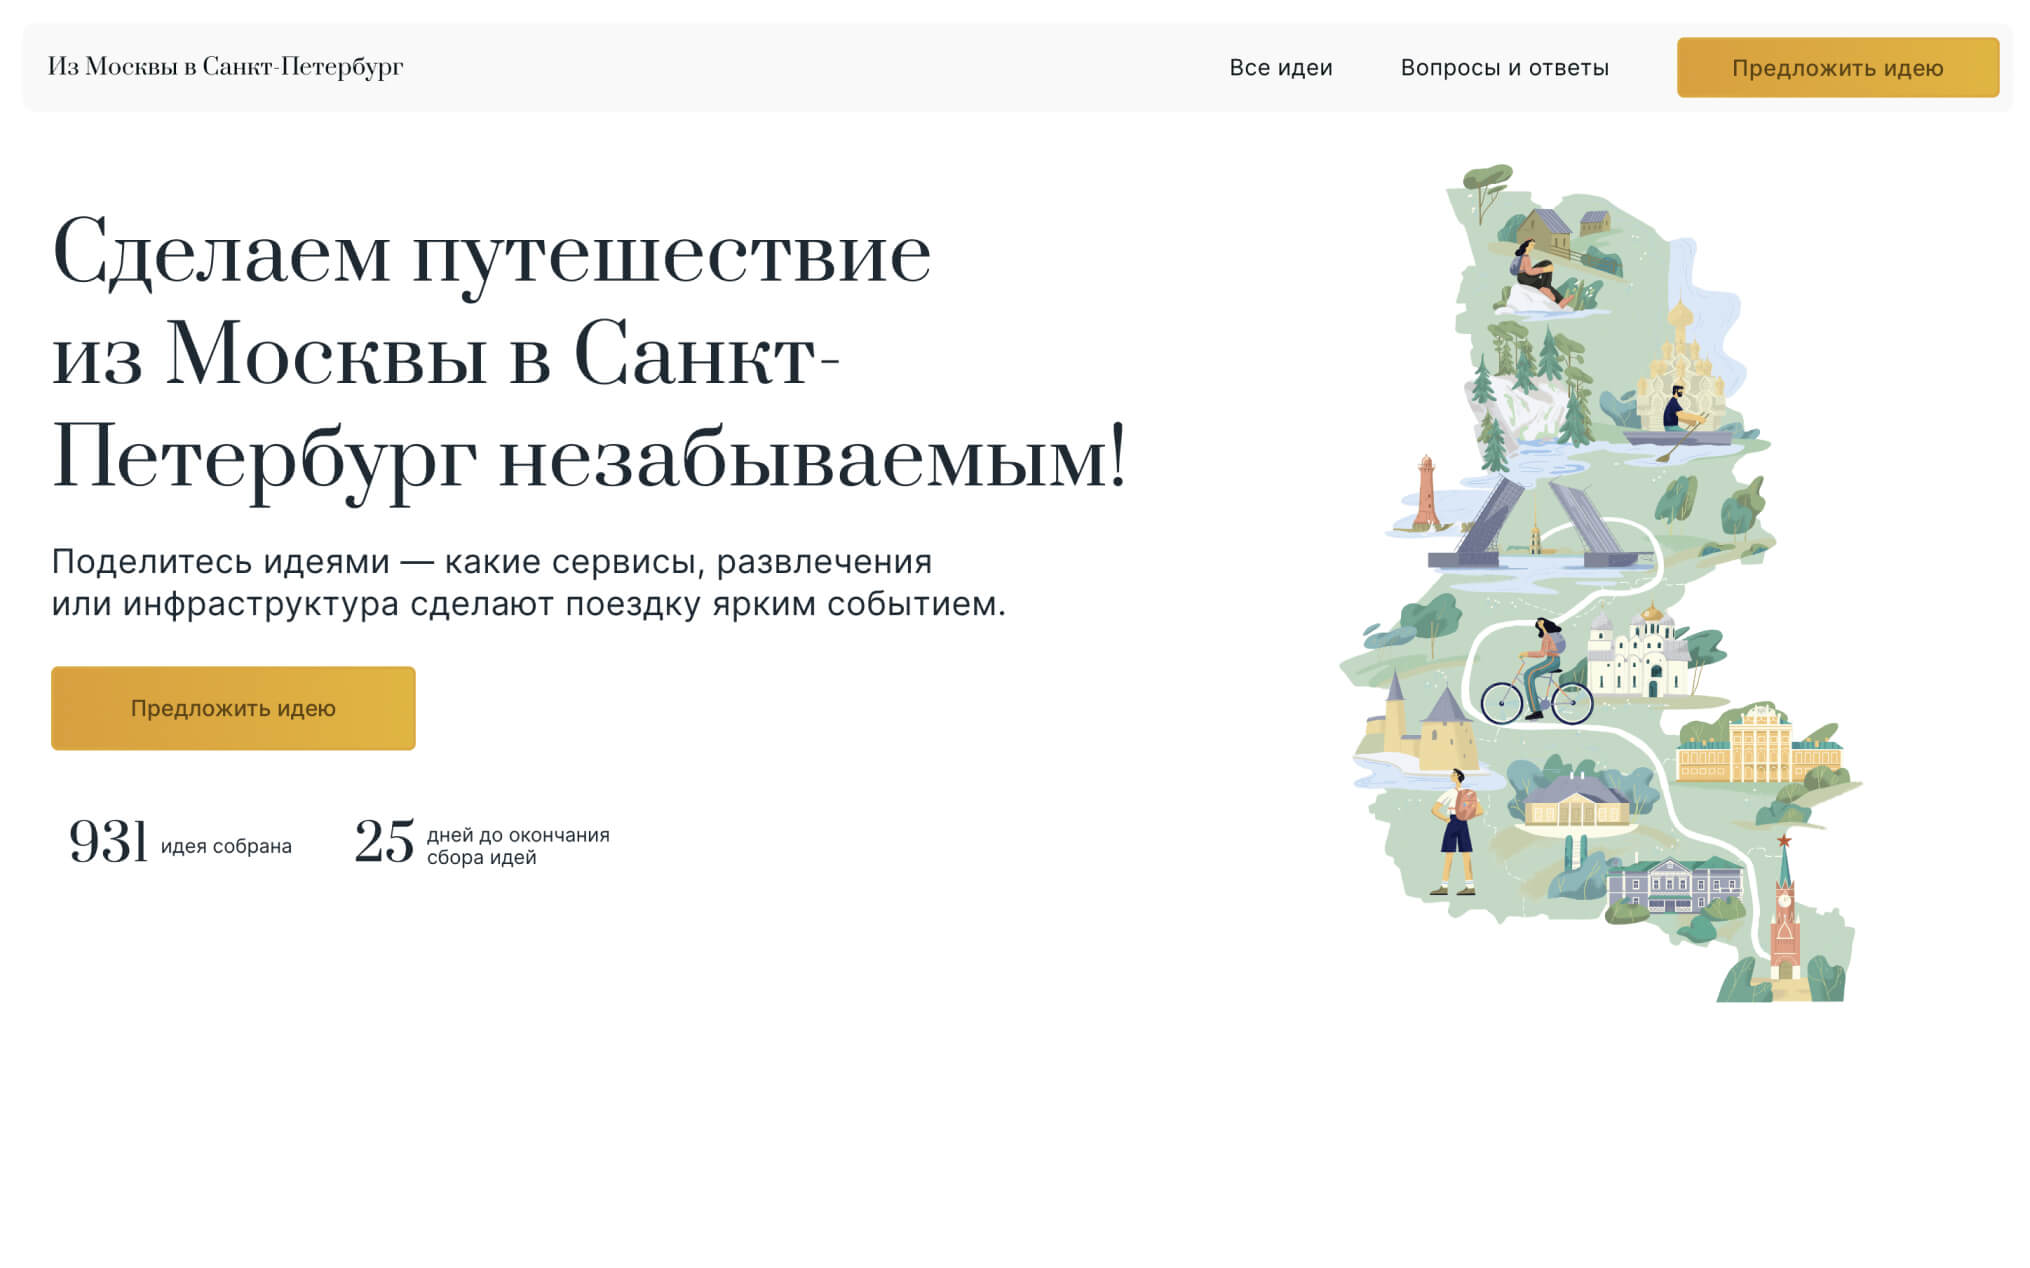 Из Москвы в Санкт-Петербург
Все идеи
Вопросы и ответы
Предложить идею
Сделаем путешествие
из Москвы в Санкт-
Петербург незабываемым!
Поделитесь идеями — какие сервисы, развлечения
или инфраструктура сделают поездку ярким событием.
Предложить идею
931 идея собрана
25 дней до окончания
сбора идей